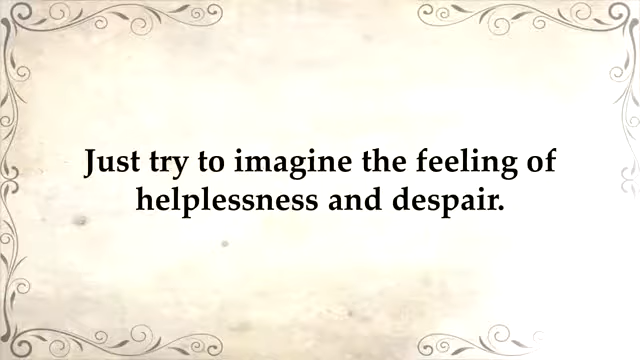 Just try to imagine the feeling of
helplessness and despair.